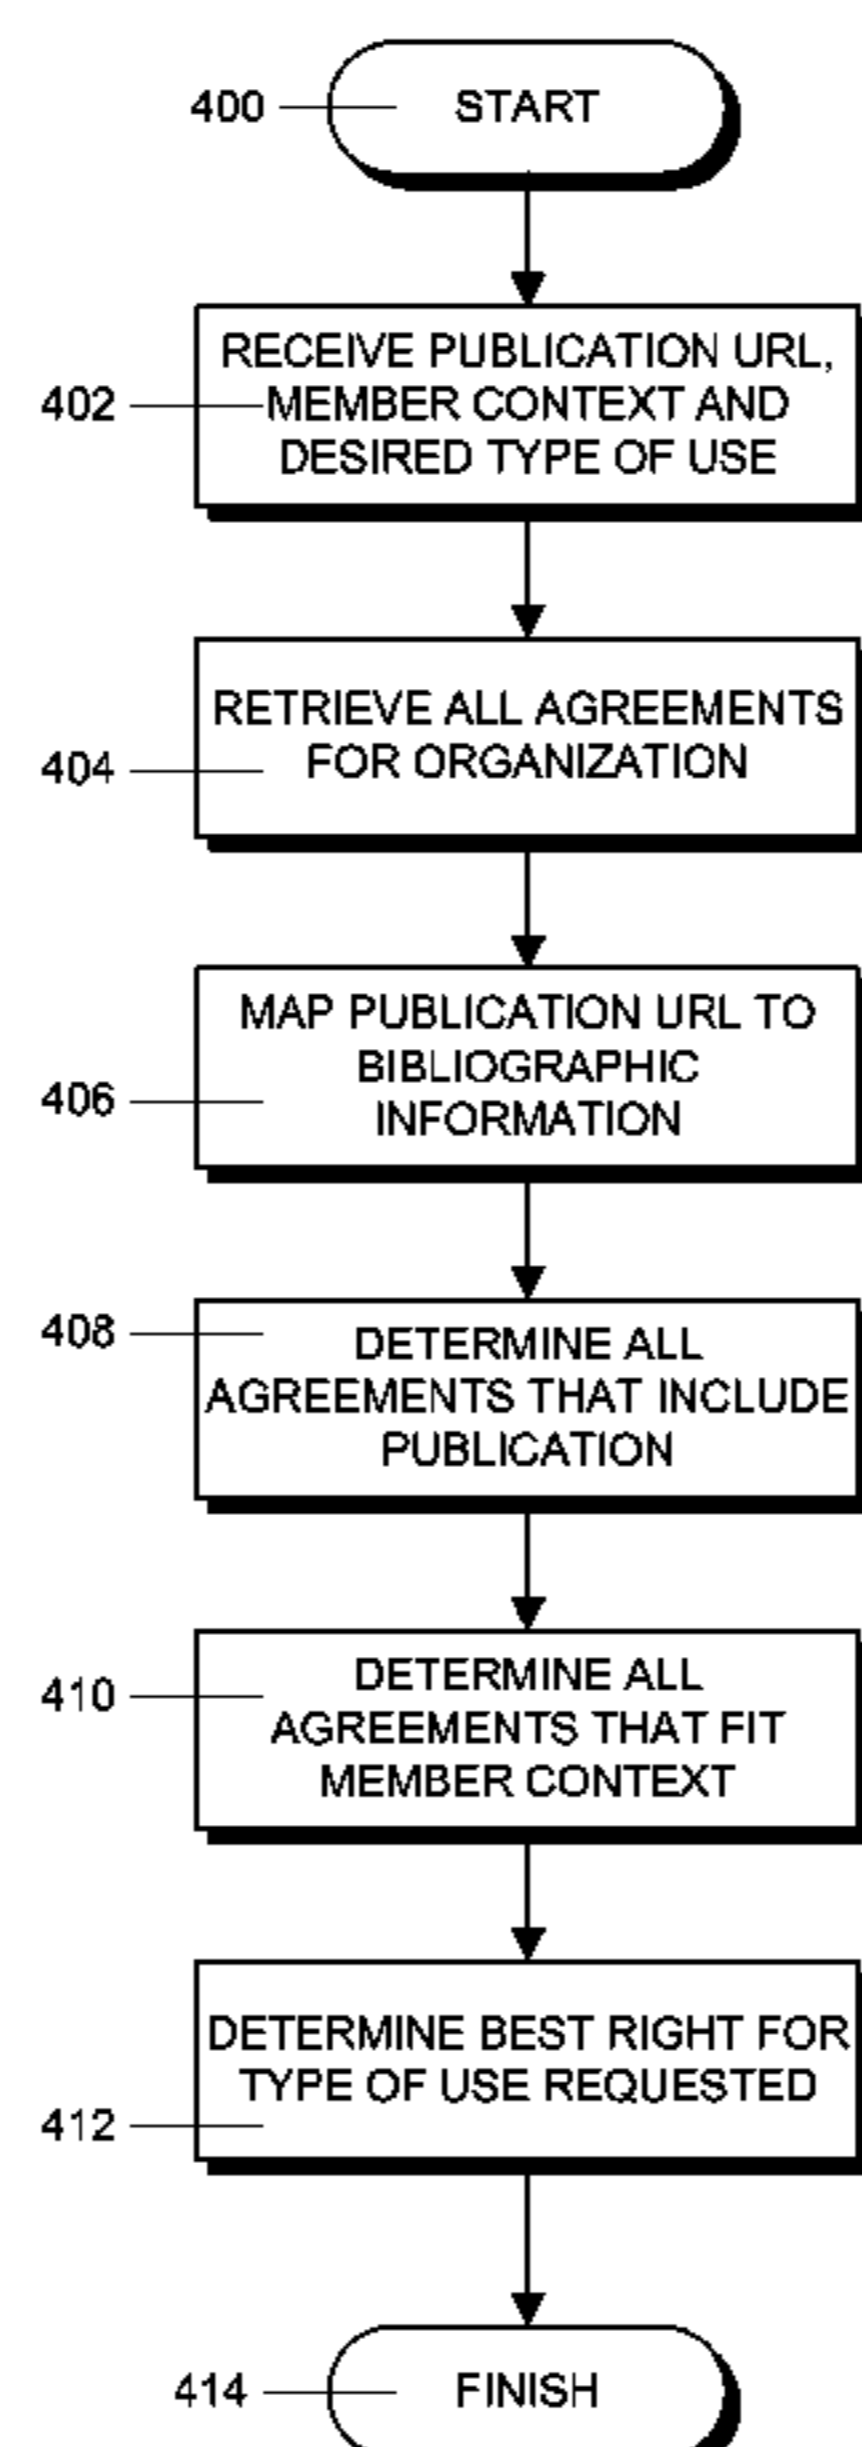 400
START
402
RECEIVE PUBLICATION URL,
MEMBER CONTEXT AND
DESIRED TYPE OF USE
404
RETRIEVE ALL AGREEMENTS
FOR ORGANIZATION
406
MAP PUBLICATION URL TO
BIBLIOGRAPHIC
INFORMATION
408
DETERMINE ALL
AGREEMENTS THAT INCLUDE
PUBLICATION
410
DETERMINE ALL
AGREEMENTS THAT FIT
MEMBER CONTEXT
412
DETERMINE BEST RIGHT FOR
TYPE OF USE REQUESTED
414
FINISH